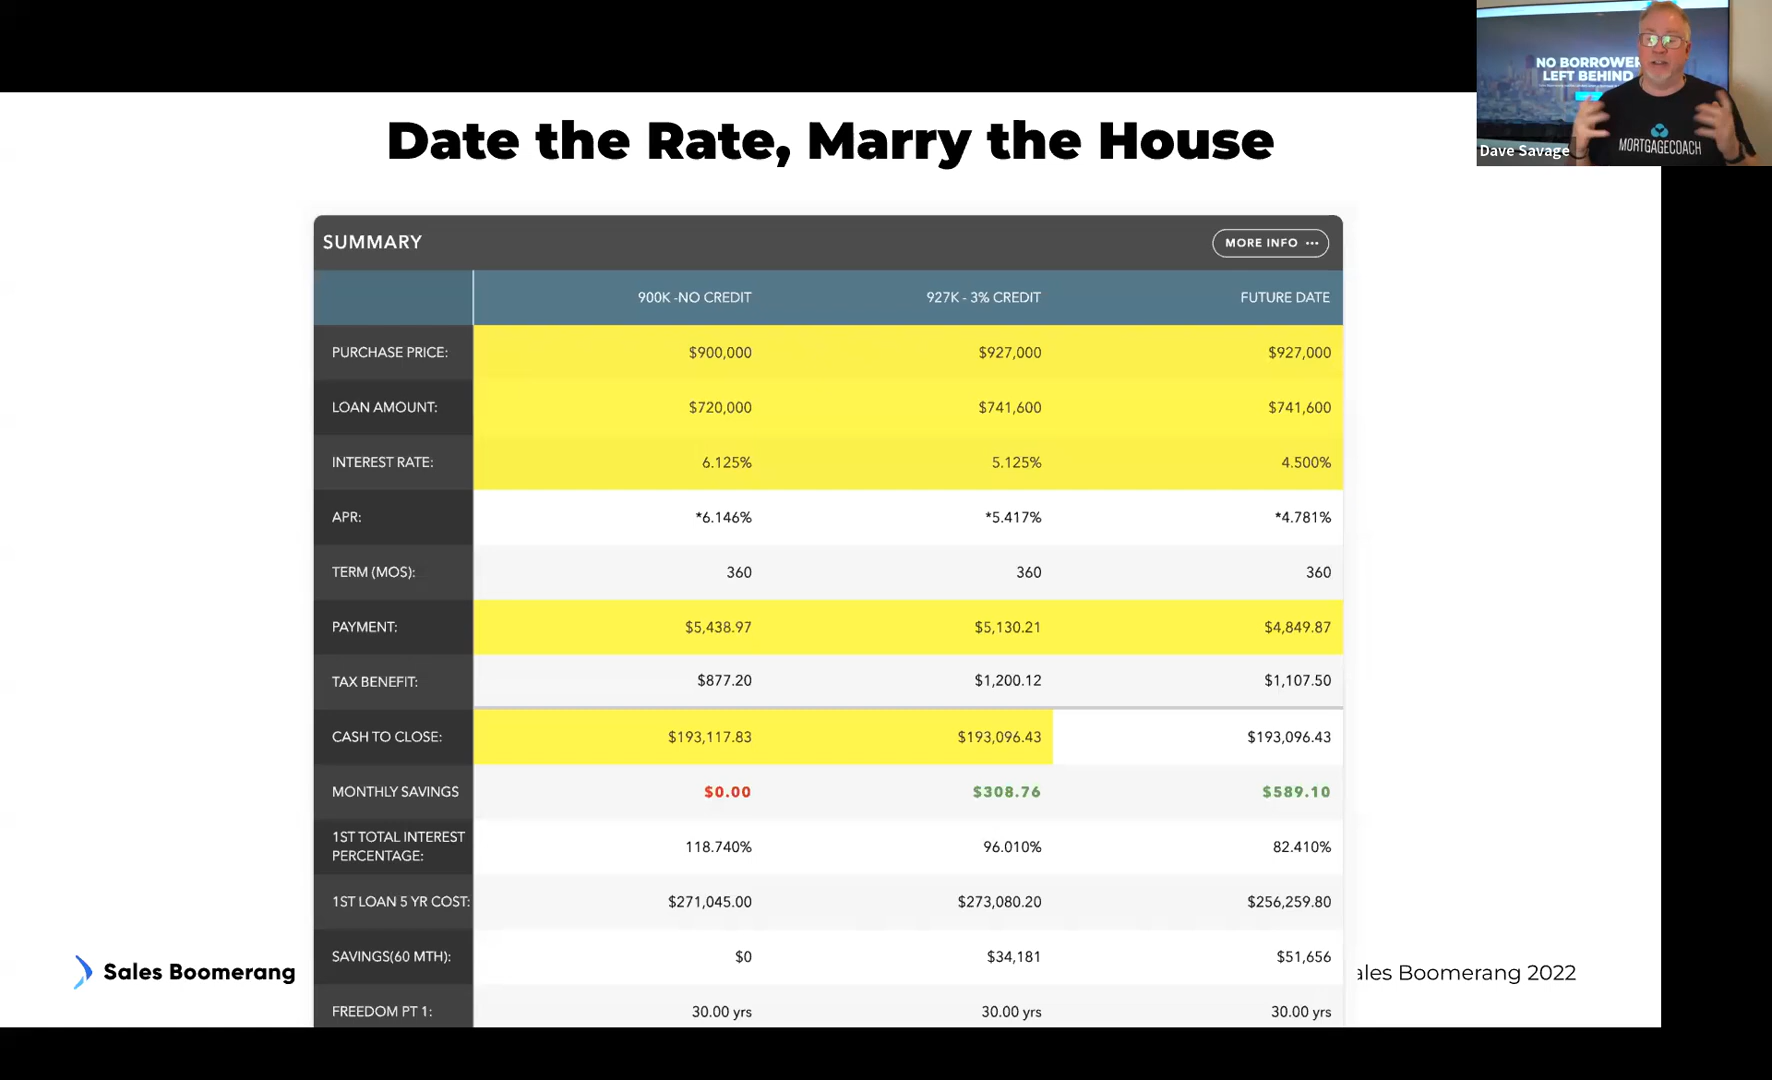 NO BORROWER
LEFT BEHIND
MORTGAGECOACH
Dave Savage
Date the Rate, Marry the House
SUMMARY
MORE INFO •••
900K -NO CREDIT 927K - 3% CREDIT FUTURE DATE
PURCHASE PRICE: $900,000 $927,000 $927,000
LOAN AMOUNT: $720,000 $741,600 $741,600
INTEREST RATE: 6.125% 5.125% 4.500%
APR: *6.146% *5.417% *4.781%
TERM (MOS): 360 360 360
PAYMENT: $5,438.97 $5,130.21 $4,849.87
TAX BENEFIT: $877.20 $1,200.12 $1,107.50
CASH TO CLOSE: $193,117.83 $193,096.43 $193,096.43
MONTHLY SAVINGS $0.00 $308.76 $589.10
1ST TOTAL INTEREST
PERCENTAGE: 118.740% 96.010% 82.410%
1ST LOAN 5 YR COST: $271,045.00 $273,080.20 $256,259.80
SAVINGS(60 MTH): $0 $34,181 $51,656
FREEDOM PT 1: 30.00 yrs 30.00 yrs 30.00 yrs
Sales Boomerang
ales Boomerang 2022